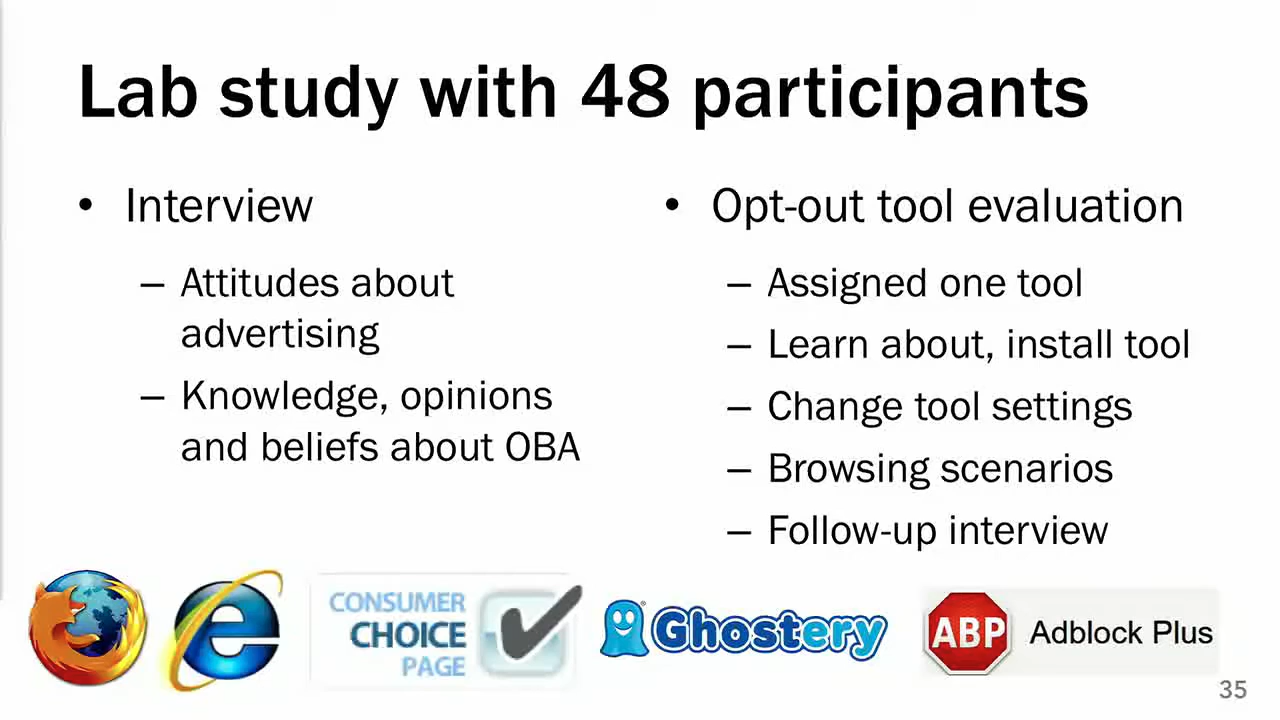 Lab study with 48 participants
• Interview
– Attitudes about
advertising
– Knowledge, opinions
and beliefs about OBA
• Opt-out tool evaluation
– Assigned one tool
– Learn about, install tool
– Change tool settings
– Browsing scenarios
– Follow-up interview
CONSUMER
CHOICE
PAGE
Ghostery
ABP Adblock Plus
35